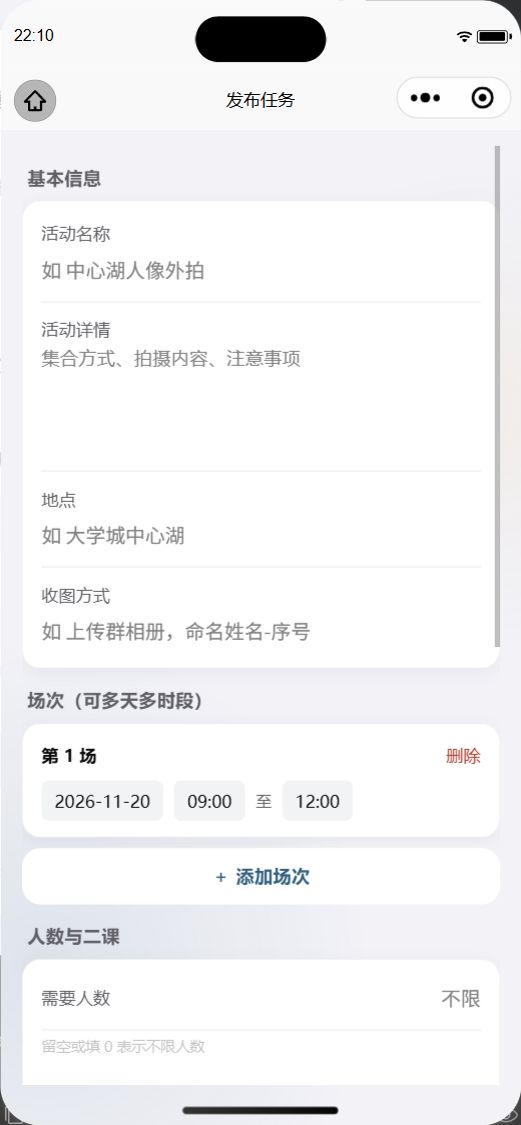 22:10
发布任务
基本信息
活动名称
如 中心湖人像外拍
活动详情
集合方式、拍摄内容、注意事项
地点
如 大学城中心湖
收图方式
如 上传群相册，命名姓名-序号
场次（可多天多时段）
第 1 场 删除
2026-11-20 09:00 至 12:00
+ 添加场次
人数与二课
需要人数 不限
留空或填 0 表示不限人数